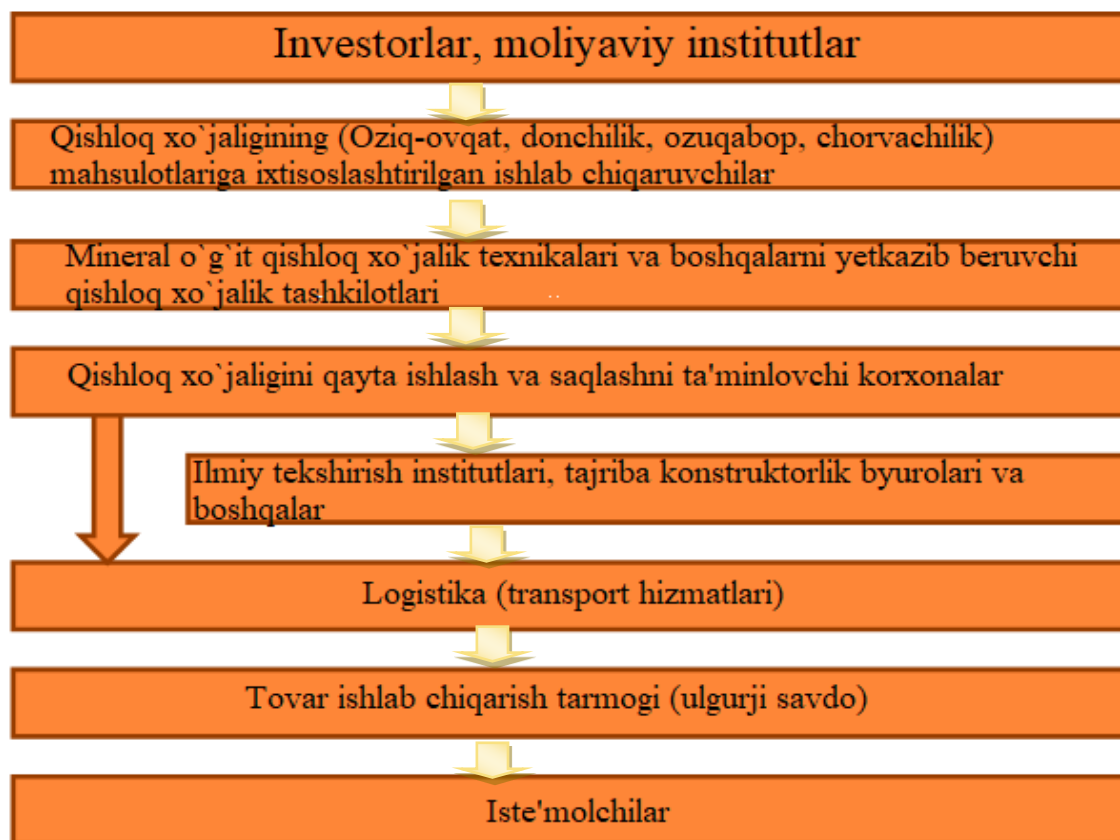 Investorlar, moliyaviy institutlar
Qishloq xo`jaligining (Oziq-ovqat, donchilik, ozuqabop, chorvachilik)
mahsulotlariga ixtisoslashtirilgan ishlab chiqaruvchilar
Mineral o`g`it qishloq xo`jalik texnikalari va boshqalarni yetkazib beruvchi
qishloq xo`jalik tashkilotlari
Qishloq xo`jaligini qayta ishlash va saqlashni ta'minlovchi korxonalar
Ilmiy tekshirish institutlari, tajriba konstruktorlik byurolari va
boshqalar
Logistika (transport hizmatlari)
Tovar ishlab chiqarish tarmogi (ulgurji savdo)
Iste'molchilar